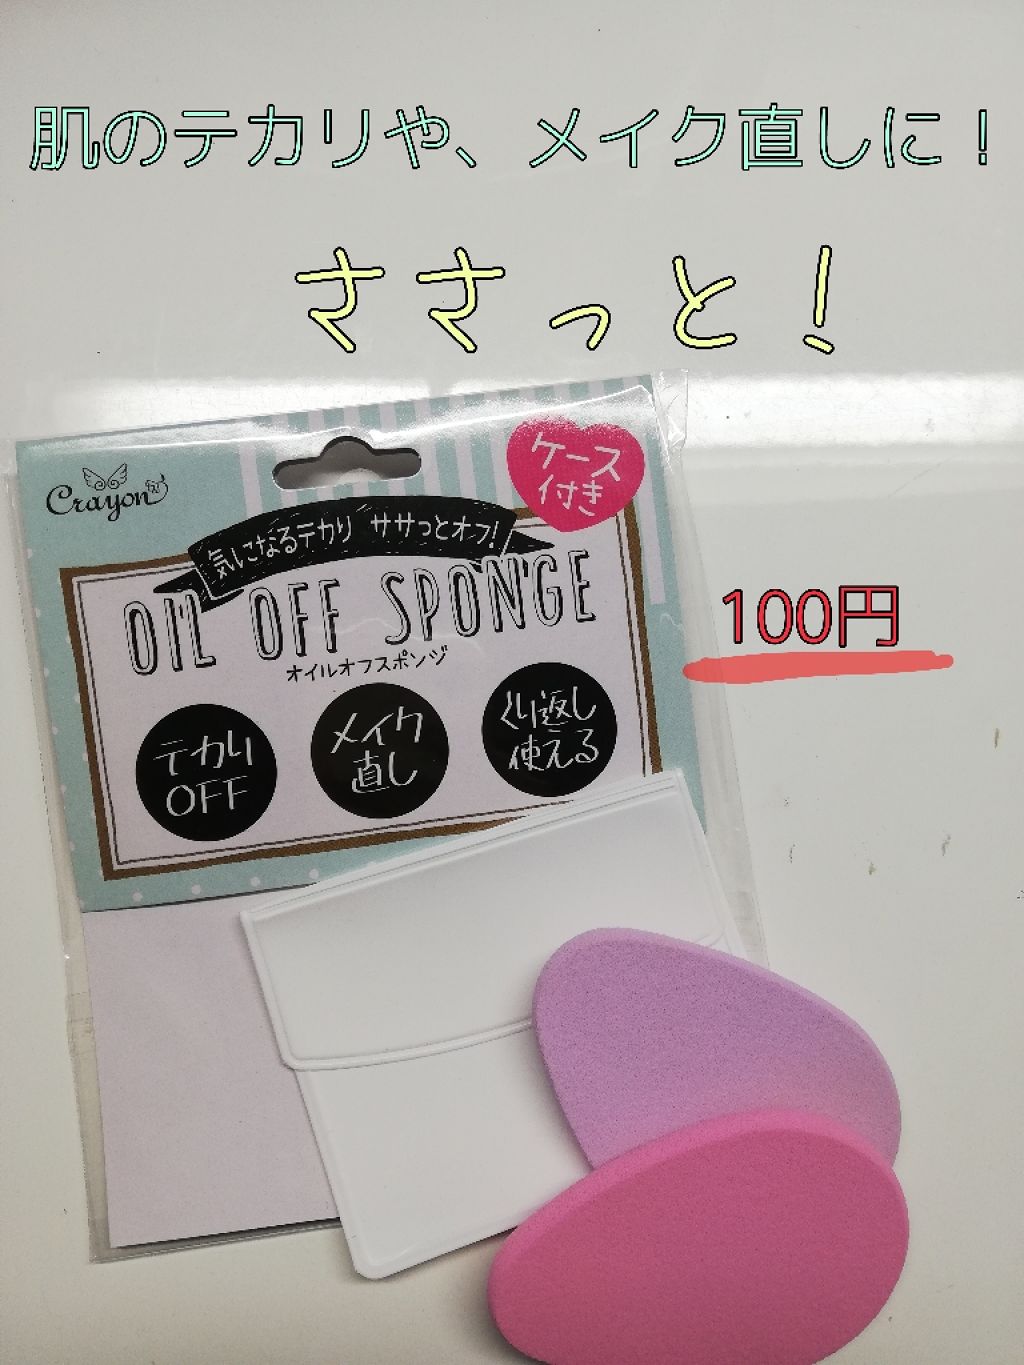 肌のテカリや、メイク直しに！
ささっと！
Crayon
ケース
付き
気になるテカリ ササっとオフ!
OIL OFF SPONGE
オイルオフスポンジ
100円
テカリ
OFF
メイク
直し
くり返し
使える